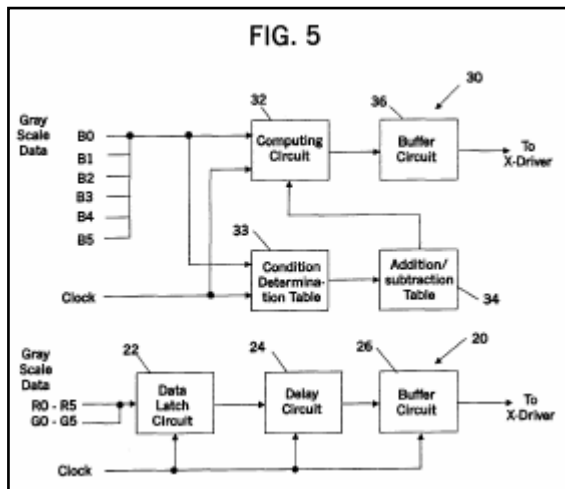 FIG. 5
30
32
36
Gray
Scale
Data
B0
B1
B2
B3
B4
B5
Computing
Circuit
Buffer
Circuit
To
X-Driver
33
Condition
Determina-
tion Table
Addition/
subtraction
Table
34
Clock
22
24
26
20
Gray
Scale
Data
R0 - R5
G0 - G5
Data
Latch
Circuit
Delay
Circuit
Buffer
Circuit
To
X-Driver
Clock